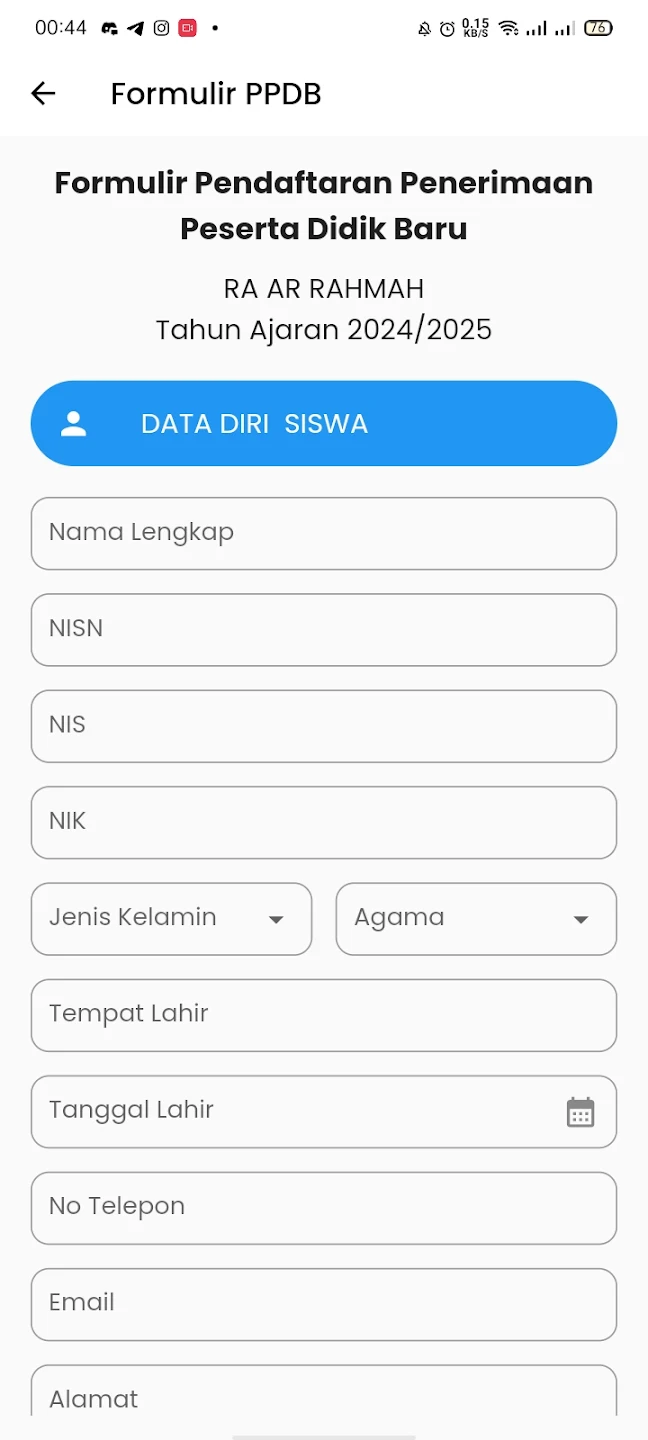 00:44
0.15
KB/S
76
Formulir PPDB
Formulir Pendaftaran Penerimaan
Peserta Didik Baru
RA AR RAHMAH
Tahun Ajaran 2024/2025
DATA DIRI  SISWA
Nama Lengkap
NISN
NIS
NIK
Jenis Kelamin
Agama
Tempat Lahir
Tanggal Lahir
No Telepon
Email
Alamat